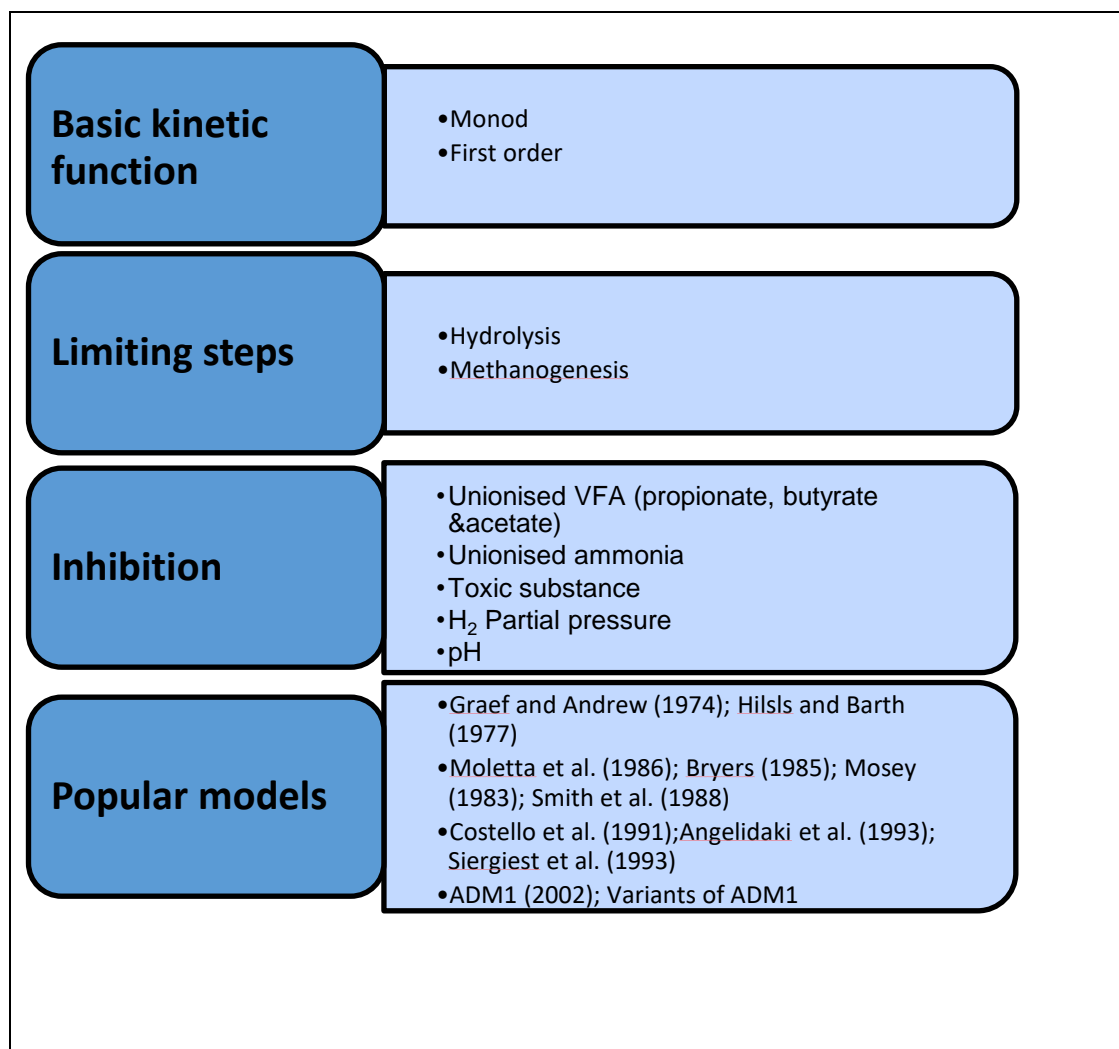 Basic kinetic
function
•Monod
•First order
Limiting steps
•Hydrolysis
•Methanogenesis
Inhibition
•Unionised VFA (propionate, butyrate
&acetate)
•Unionised ammonia
•Toxic substance
•H₂ Partial pressure
•pH
Popular models
•Graef and Andrew (1974); Hilsls and Barth
(1977)
•Moletta et al. (1986); Bryers (1985); Mosey
(1983); Smith et al. (1988)
•Costello et al. (1991);Angelidaki et al. (1993);
Siergiest et al. (1993)
•ADM1 (2002); Variants of ADM1